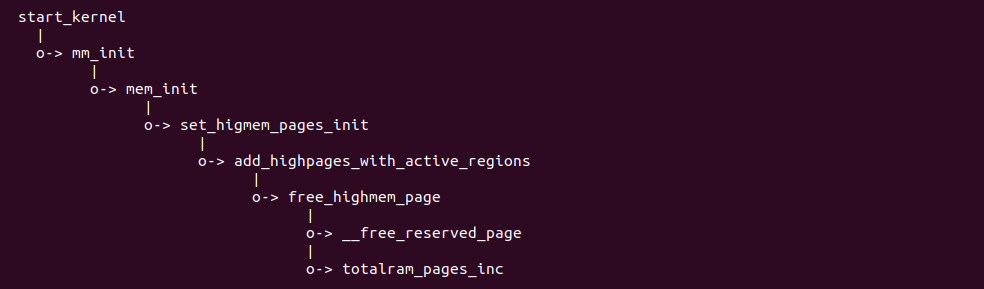 start_kernel
|
o-> mm_init
|
o-> mem_init
|
o-> set_higmem_pages_init
|
o-> add_highpages_with_active_regions
|
o-> free_highmem_page
|
o-> __free_reserved_page
|
o-> totalram_pages_inc